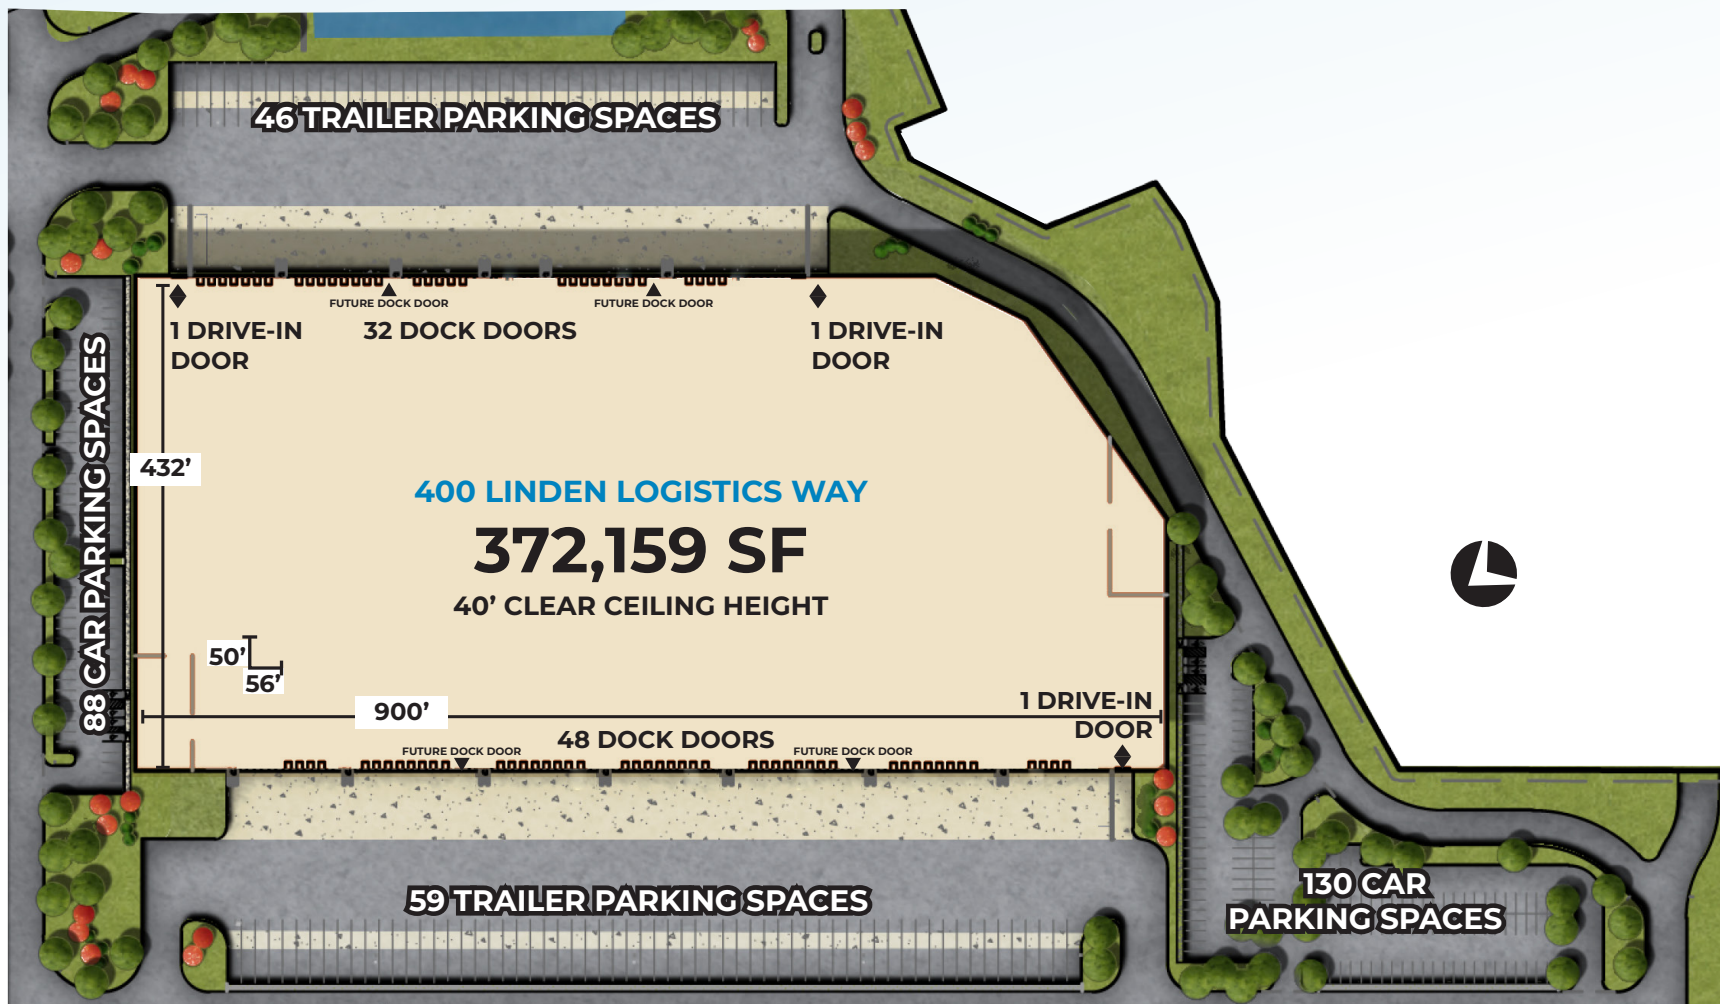 46 TRAILER PARKING SPACES
FUTURE DOCK DOOR
FUTURE DOCK DOOR
1 DRIVE-IN
DOOR
32 DOCK DOORS
1 DRIVE-IN
DOOR
88 CAR PARKING SPACES
432’
400 LINDEN LOGISTICS WAY
372,159 SF
40’ CLEAR CEILING HEIGHT
50’
56’
900’
1 DRIVE-IN
DOOR
FUTURE DOCK DOOR
48 DOCK DOORS
FUTURE DOCK DOOR
59 TRAILER PARKING SPACES
130 CAR
PARKING SPACES